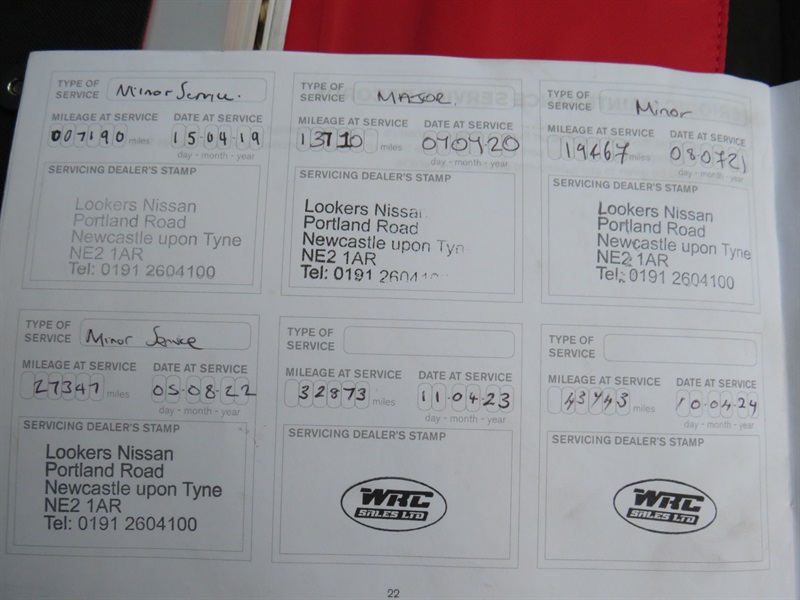 TYPE OF SERVICE Minor Service.
MILEAGE AT SERVICE DATE AT SERVICE
007190 miles 15.04.19
day - month - year
SERVICING DEALER'S STAMP
Lookers Nissan
Portland Road
Newcastle upon Tyne
NE2 1AR
Tel: 0191 2604100
TYPE OF SERVICE MAJOR.
MILEAGE AT SERVICE DATE AT SERVICE
13710 miles 070420
day - month - year
SERVICING DEALER'S STAMP
Lookers Nissan
Portland Road
Newcastle upon Tyn
NE2 1AR
Tel: 0191 260410
TYPE OF SERVICE Minor
MILEAGE AT SERVICE DATE AT SERVICE
19467 miles 080721
day - month - year
SERVICING DEALER'S STAMP
Lookers Nissan
Portland Road
Newcastle upon Tyne
NE2 1AR
Tel: 0191 2604100
TYPE OF SERVICE Minor Service
MILEAGE AT SERVICE DATE AT SERVICE
27347 miles 05-08-22
day - month - year
SERVICING DEALER'S STAMP
Lookers Nissan
Portland Road
Newcastle upon Tyne
NE2 1AR
Tel: 0191 2604100
TYPE OF SERVICE
MILEAGE AT SERVICE DATE AT SERVICE
32873 miles 11.04.23
day - month - year
SERVICING DEALER'S STAMP
WRC
SALES LTD
TYPE OF SERVICE
MILEAGE AT SERVICE DATE AT SERVICE
43743 miles 10.04.24
day - month - year
SERVICING DEALER'S STAMP
WRC
SALES LTD
22